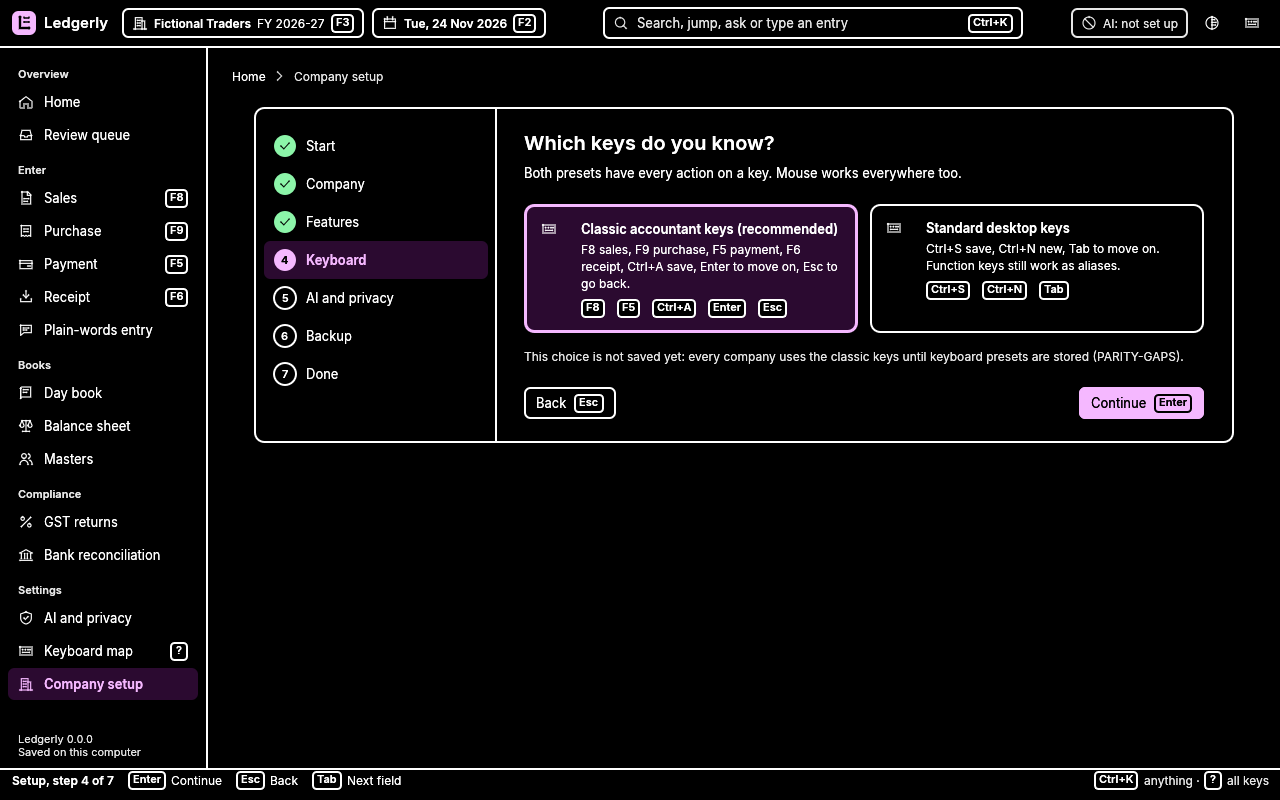 Ledgerly
Fictional Traders FY 2026-27 F3
Tue, 24 Nov 2026 F2
Search, jump, ask or type an entry Ctrl+K
AI: not set up
Overview
Home
Review queue
Enter
Sales F8
Purchase F9
Payment F5
Receipt F6
Plain-words entry
Books
Day book
Balance sheet
Masters
Compliance
GST returns
Bank reconciliation
Settings
AI and privacy
Keyboard map ?
Company setup
Ledgerly 0.0.0
Saved on this computer
Home Company setup
Start
Company
Features
4 Keyboard
5 AI and privacy
6 Backup
7 Done
Which keys do you know?
Both presets have every action on a key. Mouse works everywhere too.
Classic accountant keys (recommended)
F8 sales, F9 purchase, F5 payment, F6
receipt, Ctrl+A save, Enter to move on, Esc to
go back.
F8 F5 Ctrl+A Enter Esc
Standard desktop keys
Ctrl+S save, Ctrl+N new, Tab to move on.
Function keys still work as aliases.
Ctrl+S Ctrl+N Tab
This choice is not saved yet: every company uses the classic keys until keyboard presets are stored (PARITY-GAPS).
Back Esc
Continue Enter
Setup, step 4 of 7 Enter Continue Esc Back Tab Next field
Ctrl+K anything · ? all keys